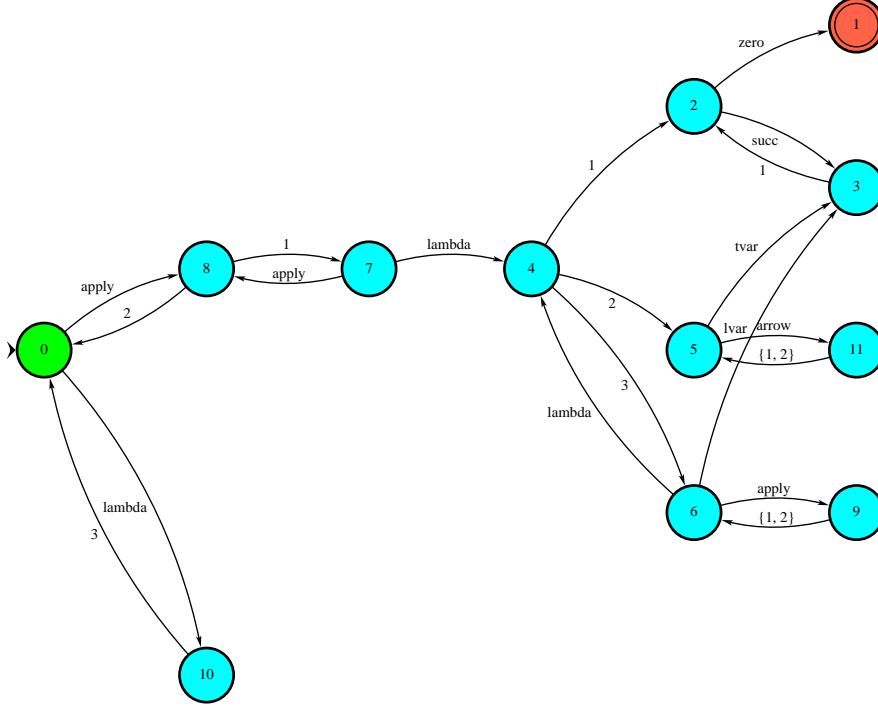 1
zero
2
succ
1
3
1
apply
8
1
apply
7
lambda
4
2
tvar
2
0
5
lvar
arrow
{1, 2}
11
3
lambda
apply
{1, 2}
6
9
lambda
3
10